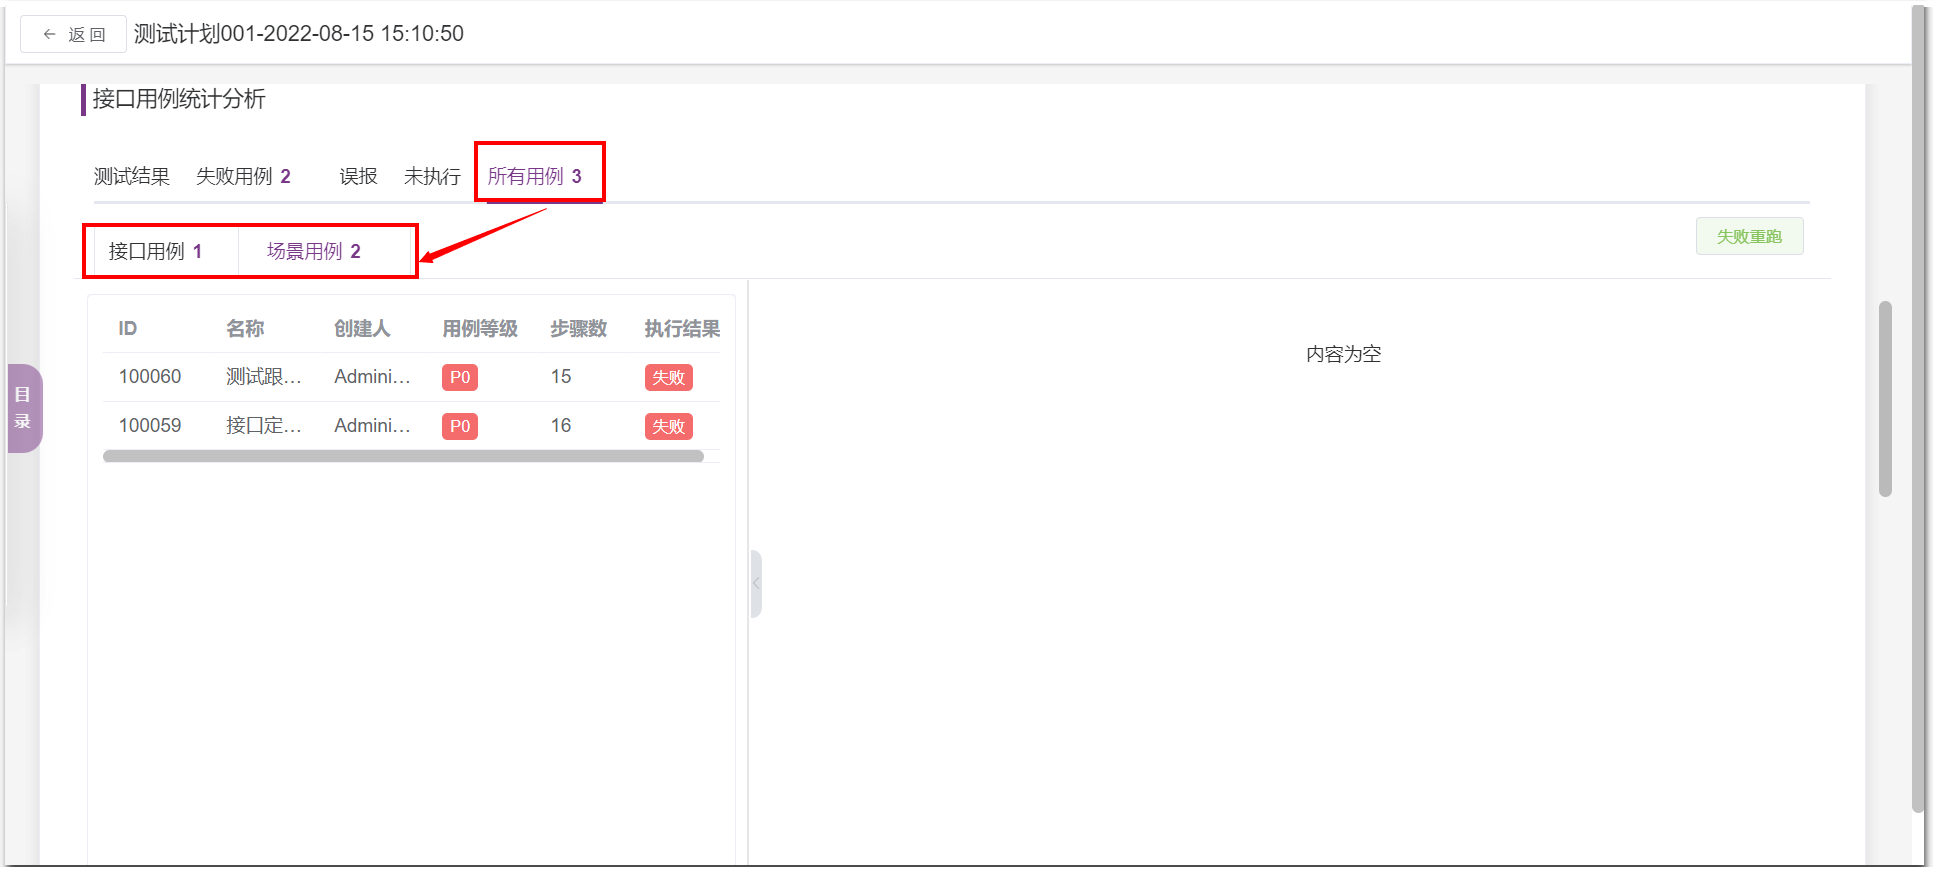 ← 返 回 测试计划001-2022-08-15 15:10:50
接口用例统计分析
测试结果 失败用例 2 误报 未执行 所有用例 3
接口用例 1 场景用例 2
失败重跑
ID 名称 创建人 用例等级 步骤数 执行结果
100060 测试跟... Admini... P0 15 失败
100059 接口定... Admini... P0 16 失败
内容为空
目
录